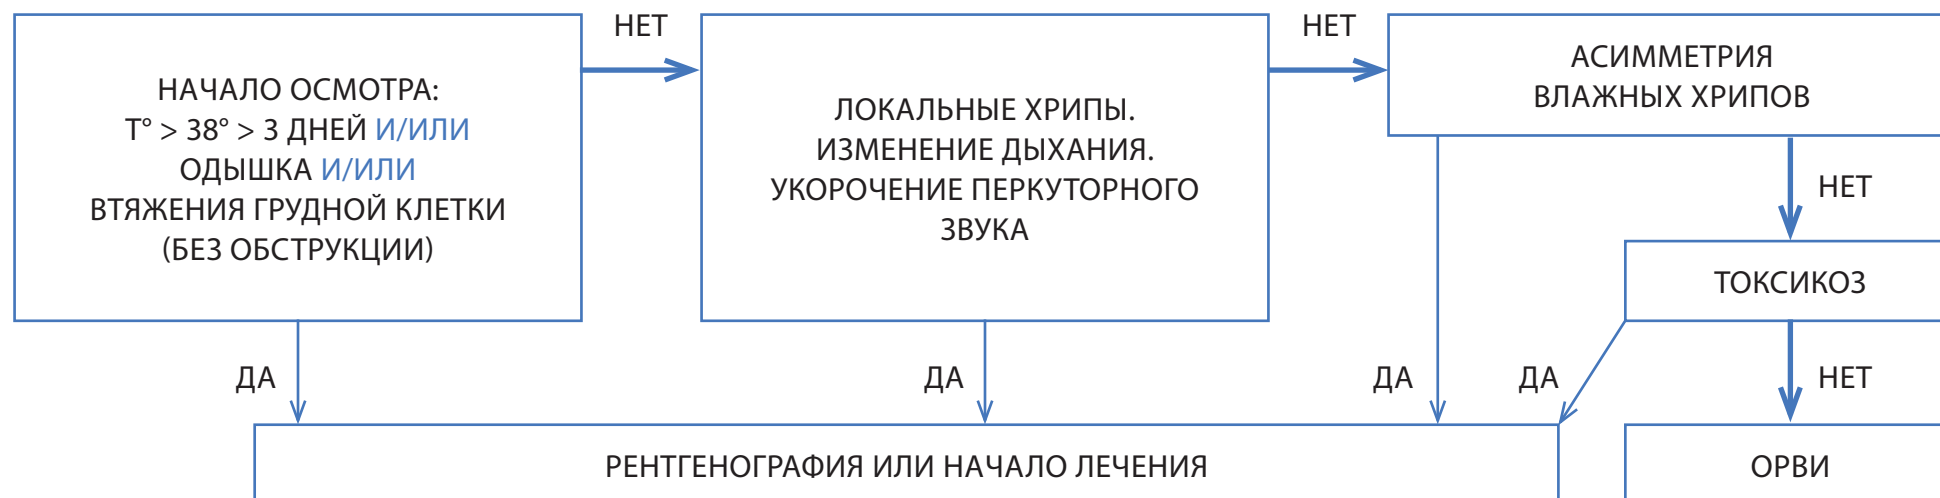 НАЧАЛО ОСМОТРА:
T° > 38° > 3 ДНЕЙ И/ИЛИ
ОДЫШКА И/ИЛИ
ВТЯЖЕНИЯ ГРУДНОЙ КЛЕТКИ
(БЕЗ ОБСТРУКЦИИ)
НЕТ
ЛОКАЛЬНЫЕ ХРИПЫ.
ИЗМЕНЕНИЕ ДЫХАНИЯ.
УКОРОЧЕНИЕ ПЕРКУТОРНОГО
ЗВУКА
НЕТ
АСИММЕТРИЯ
ВЛАЖНЫХ ХРИПОВ
НЕТ
ТОКСИКОЗ
ДА
ДА
ДА
ДА
НЕТ
РЕНТГЕНОГРАФИЯ ИЛИ НАЧАЛО ЛЕЧЕНИЯ
ОРВИ